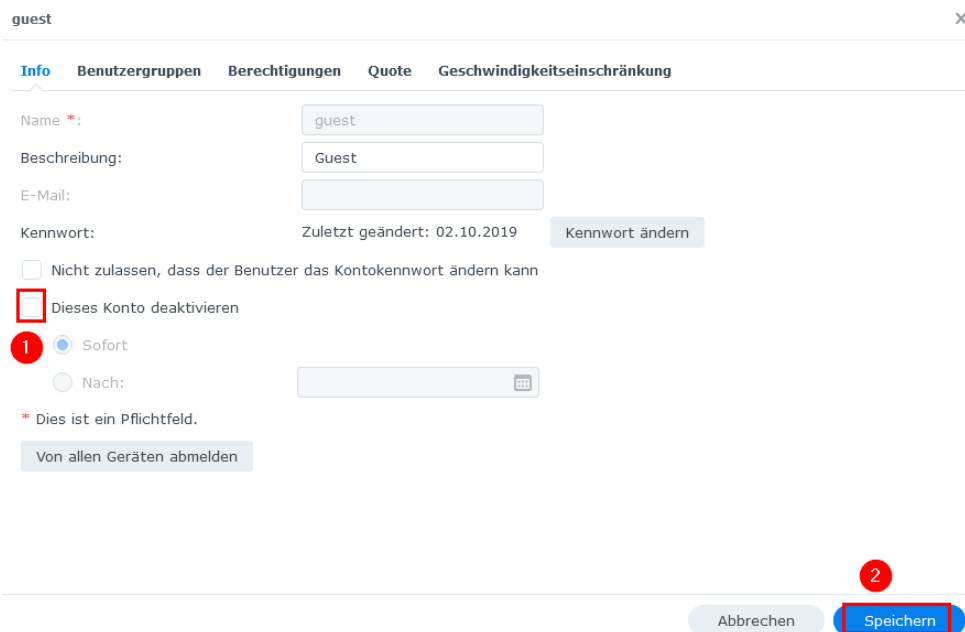 guest
Info Benutzergruppen Berechtigungen Quote Geschwindigkeitseinschränkung
Name *: guest
Beschreibung: Guest
E-Mail:
Kennwort: Zuletzt geändert: 02.10.2019 Kennwort ändern
Nicht zulassen, dass der Benutzer das Kontokennwort ändern kann
Dieses Konto deaktivieren
1 Sofort
Nach:
* Dies ist ein Pflichtfeld.
Von allen Geräten abmelden
2
Abbrechen Speichern